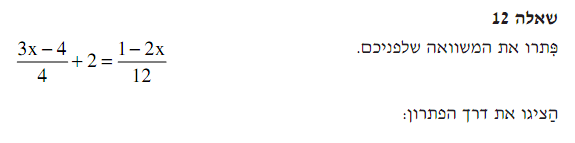 שאלה 12
פִּתרו את המשוואה שלפניכם.
(3x − 4)/4 + 2 = (1 − 2x)/12
הַציגו את דרך הפתרון: